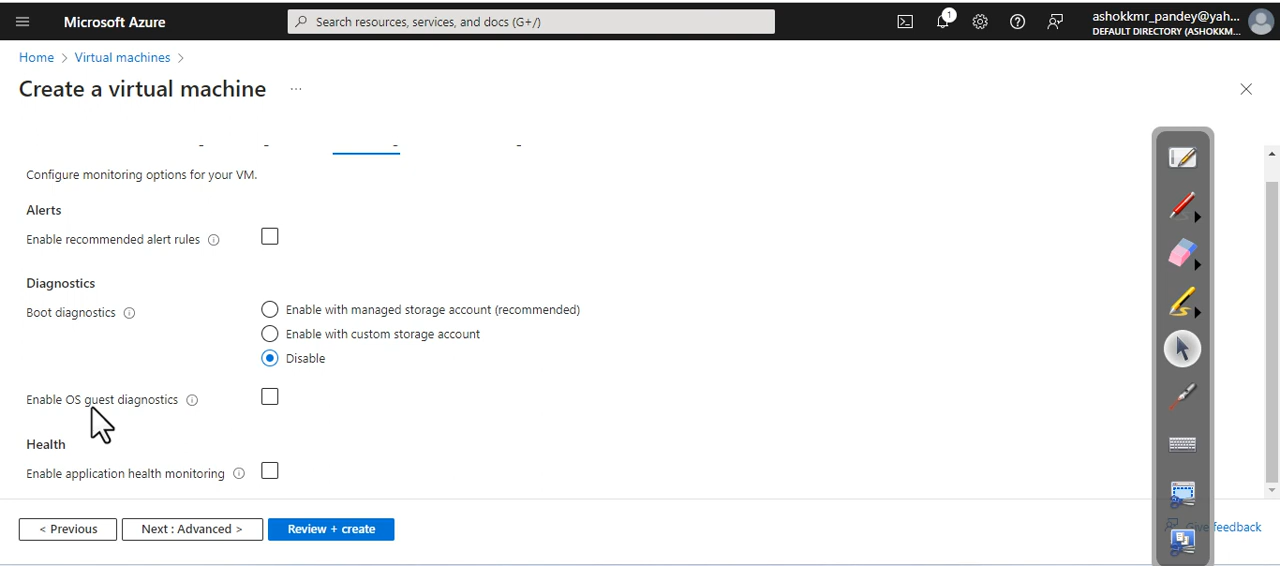 Microsoft Azure
Search resources, services, and docs (G+/)
1
ashokkmr_pandey@yah...
DEFAULT DIRECTORY (ASHOKKM...
Home > Virtual machines >
Create a virtual machine ...
Configure monitoring options for your VM.
Alerts
Enable recommended alert rules
Diagnostics
Boot diagnostics
Enable with managed storage account (recommended)
Enable with custom storage account
Disable
Enable OS guest diagnostics
Health
Enable application health monitoring
< Previous
Next : Advanced >
Review + create
Give feedback